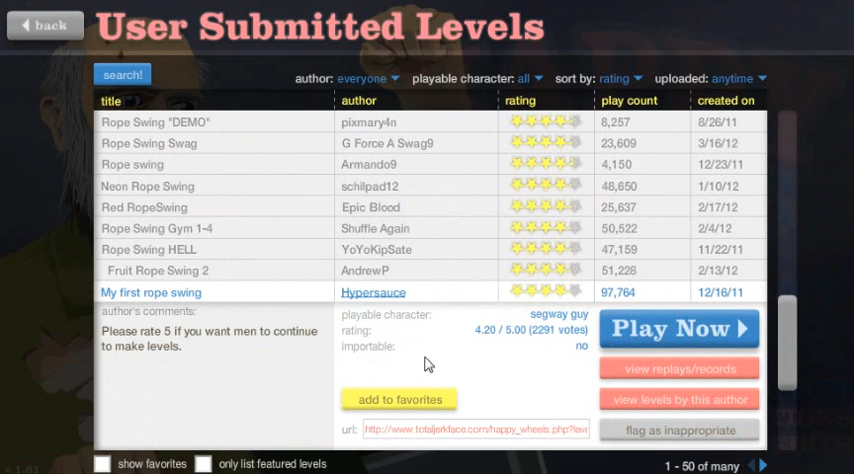 back
User Submitted Levels
search!
author: everyone playable character: all sort by: rating uploaded: anytime
title author rating play count created on
Rope Swing "DEMO" pixmary4n 8,257 8/26/11
Rope Swing Swag G Force A Swag9 23,609 3/16/12
Rope swing Armando9 4,150 12/23/11
Neon Rope Swing schilpad12 48,650 1/10/12
Red RopeSwing Epic Blood 25,637 2/17/12
Rope Swing Gym 1-4 Shuffle Again 50,522 2/4/12
Rope Swing HELL YoYoKipSate 47,159 11/22/11
Fruit Rope Swing 2 AndrewP 51,228 2/13/12
My first rope swing Hypersauce 97,764 12/16/11
author's comments:
Please rate 5 if you want men to continue
to make levels.
playable character: segway guy
rating: 4.20 / 5.00 (2291 votes)
importable: no
add to favorites
url: http://www.totaljerkface.com/happy_wheels.php?leve
Play Now
view replays/records
view levels by this author
flag as inappropriate
show favorites only list featured levels
1 - 50 of many